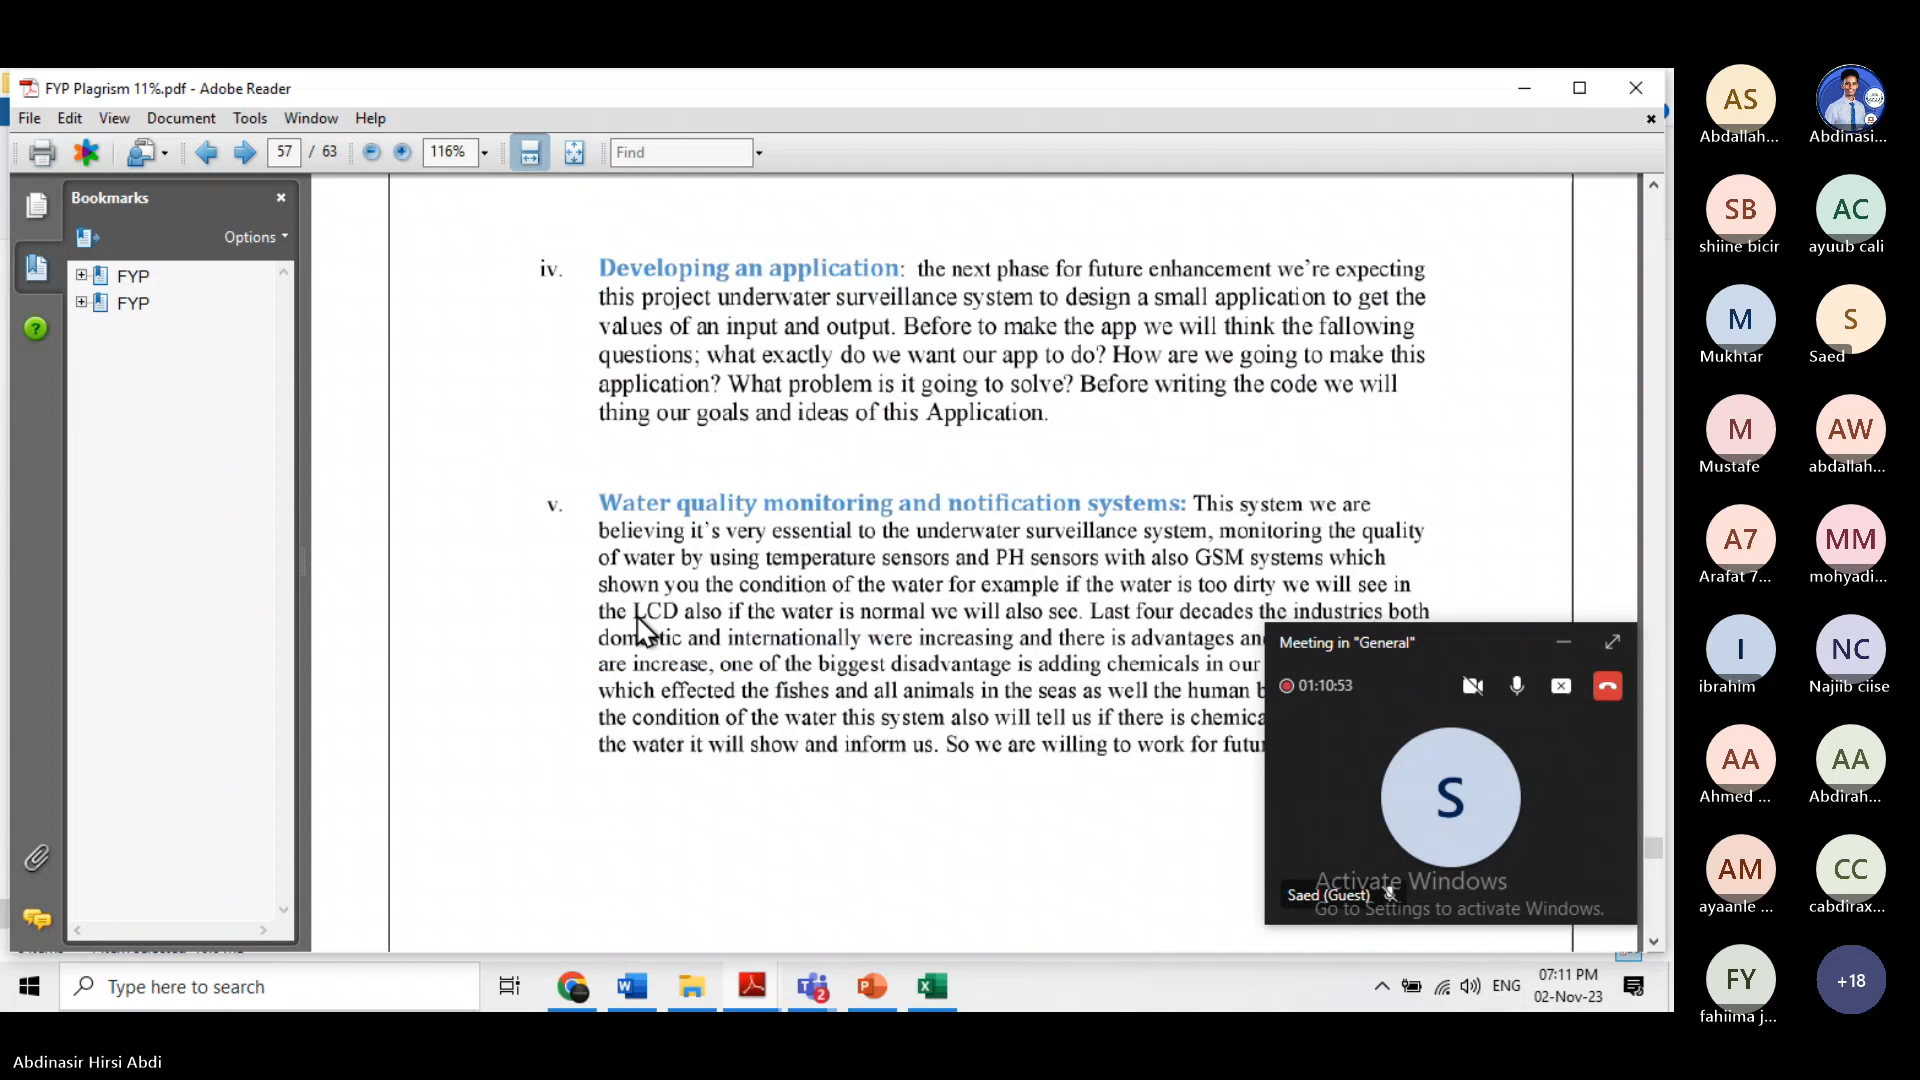 FYP Plagrism 11%.pdf - Adobe Reader
File Edit View Document Tools Window Help
57 / 63 116% Find
Bookmarks
Options
FYP
FYP
iv. Developing an application: the next phase for future enhancement we're expecting
this project underwater surveillance system to design a small application to get the
values of an input and output. Before to make the app we will think the fallowing
questions; what exactly do we want our app to do? How are we going to make this
application? What problem is it going to solve? Before writing the code we will
thing our goals and ideas of this Application.
v. Water quality monitoring and notification systems: This system we are
believing it's very essential to the underwater surveillance system, monitoring the quality
of water by using temperature sensors and PH sensors with also GSM systems which
shown you the condition of the water for example if the water is too dirty we will see in
the LCD also if the water is normal we will also see. Last four decades the industries both
and internationally were increasing and there is advantages
are increase, one of the biggest disadvantage is adding chemicals in our
which effected the fishes and all animals in the seas as well the human
the condition of the water this system also will tell us if there is
the water it will show and inform us. So we are willing to work for
Meeting in "General"
01:10:53
S
Saed (Guest)
Activate Windows
Go to Settings to activate Windows.
Type here to search
2
ENG
07:11 PM
02-Nov-23
AS
Abdallah...
Abdinasi...
SB
shiine bicir
AC
ayuub cali
M
Mukhtar
S
Saed
M
Mustafe
AW
abdallah...
A7
Arafat 7...
MM
mohyadi...
I
ibrahim
NC
Najiib ciise
AA
Ahmed ...
AA
Abdirah...
AM
ayaanle ...
CC
cabdirax...
FY
fahiima j...
+18
Abdinasir Hirsi Abdi